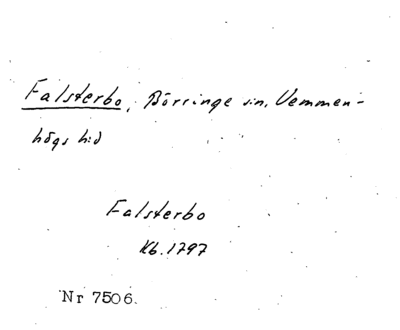 Falsterbo, Börringe sn, Vemmen-
högs hd
Falsterbo
Kb. 1797
Nr 7506.